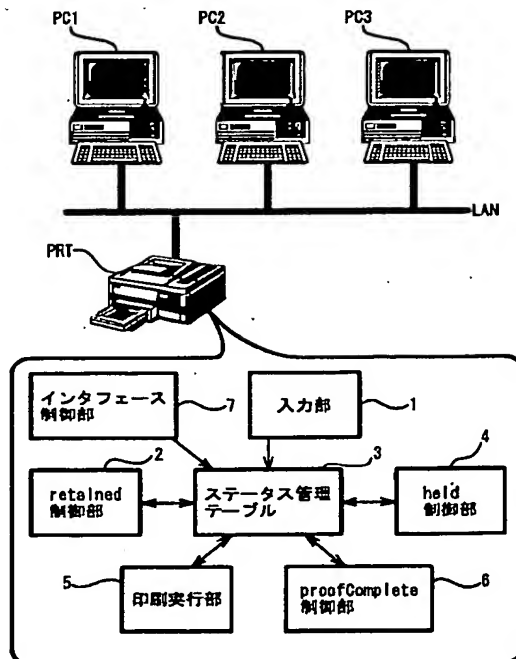 PC1
PC2
PC3
LAN
PRT
インタフェース
制御部
7
入力部
1
2
retained
制御部
3
ステータス管理
テーブル
4
held
制御部
5
印刷実行部
6
proofComplete
制御部